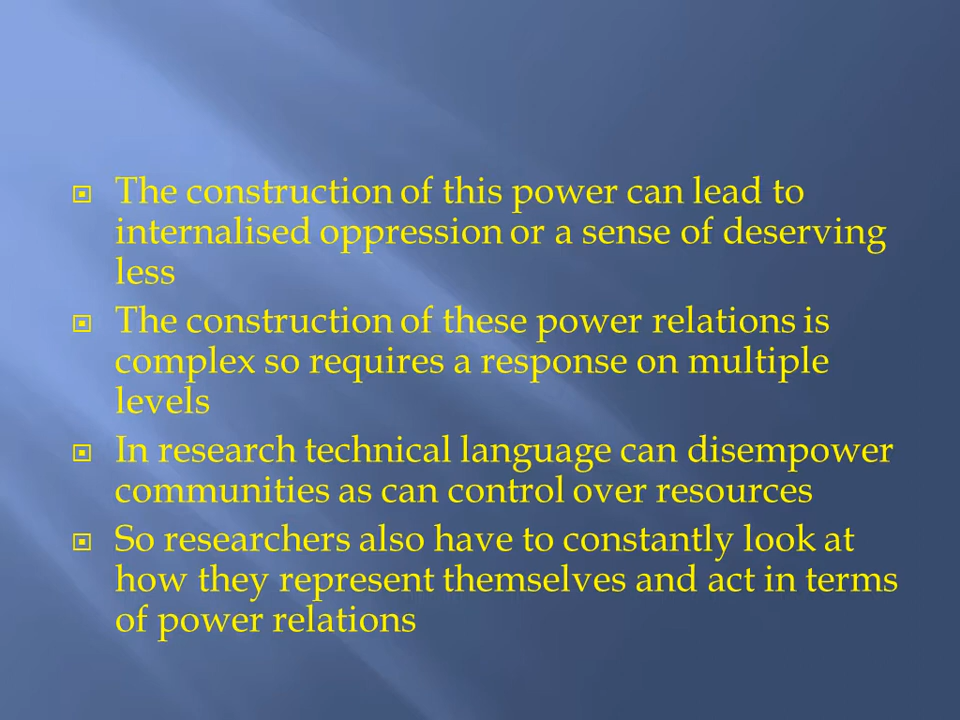 The construction of this power can lead to
internalised oppression or a sense of deserving
less
The construction of these power relations is
complex so requires a response on multiple
levels
In research technical language can disempower
communities as can control over resources
So researchers also have to constantly look at
how they represent themselves and act in terms
of power relations